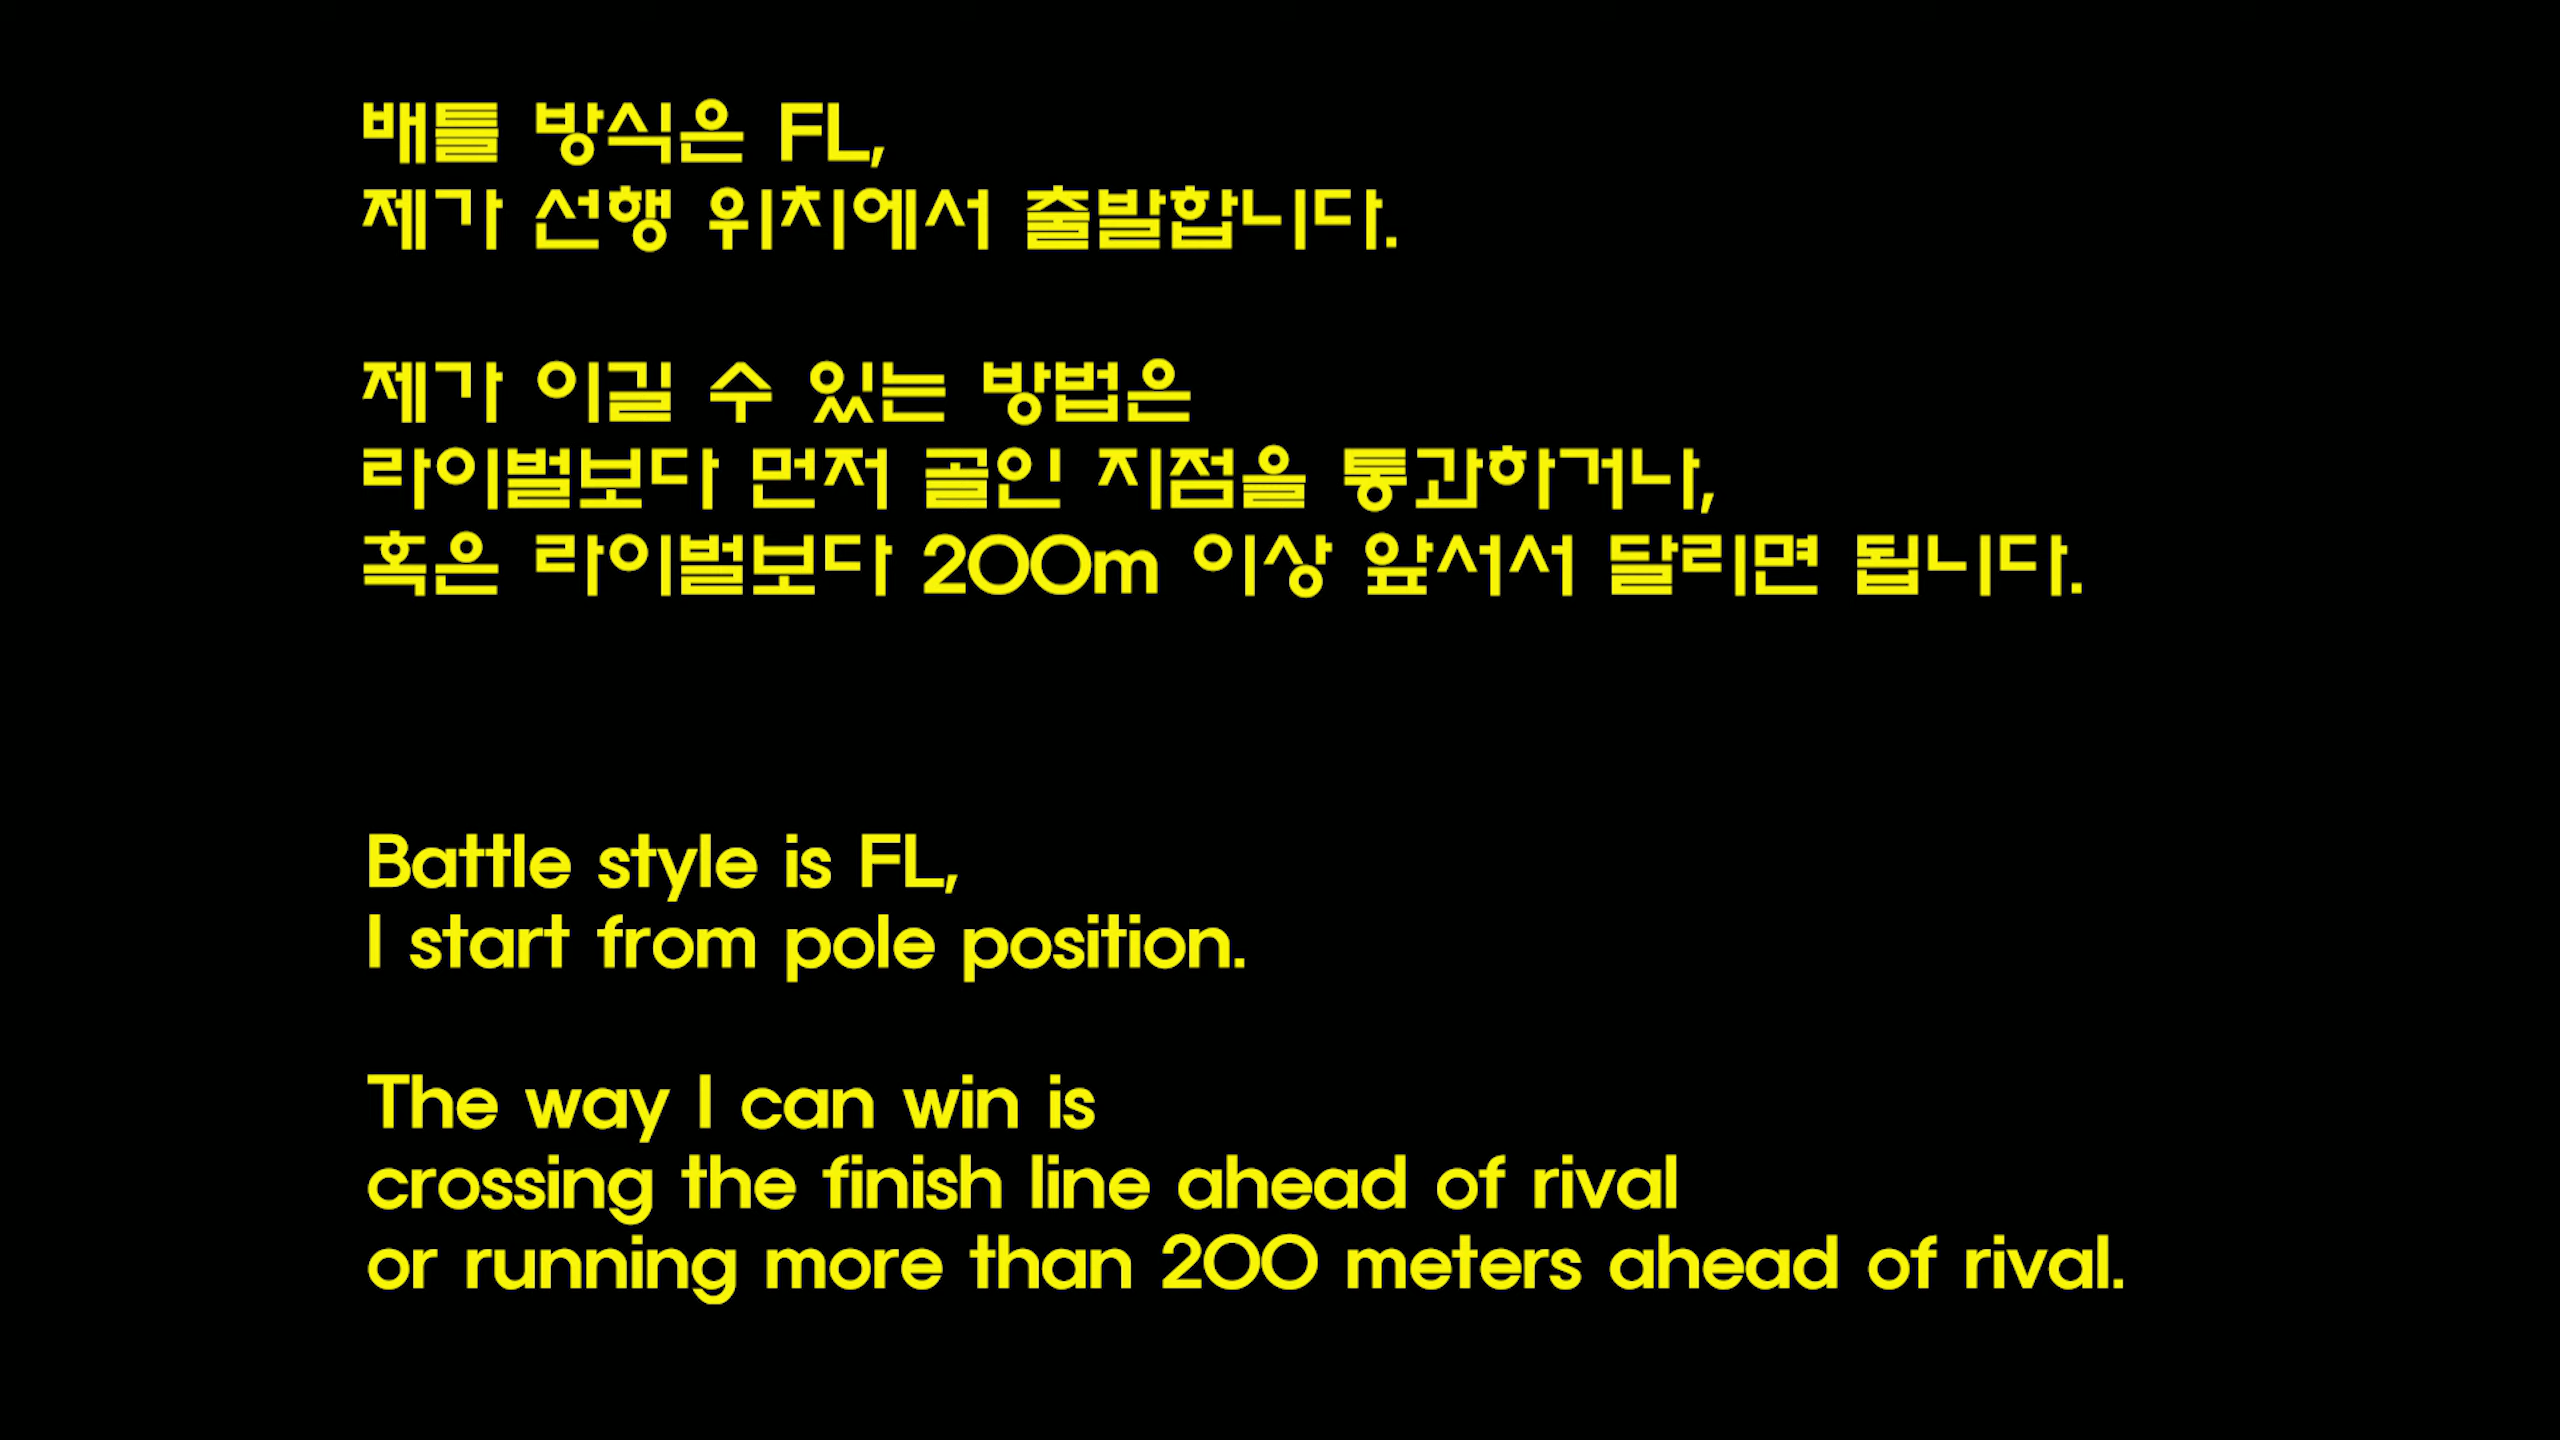 배틀 방식은 FL,
제가 선행 위치에서 출발합니다.
제가 이길 수 있는 방법은
라이벌보다 먼저 골인 지점을 통과하거나,
혹은 라이벌보다 200m 이상 앞서서 달리면 됩니다.
Battle style is FL,
I start from pole position.
The way I can win is
crossing the finish line ahead of rival
or running more than 200 meters ahead of rival.